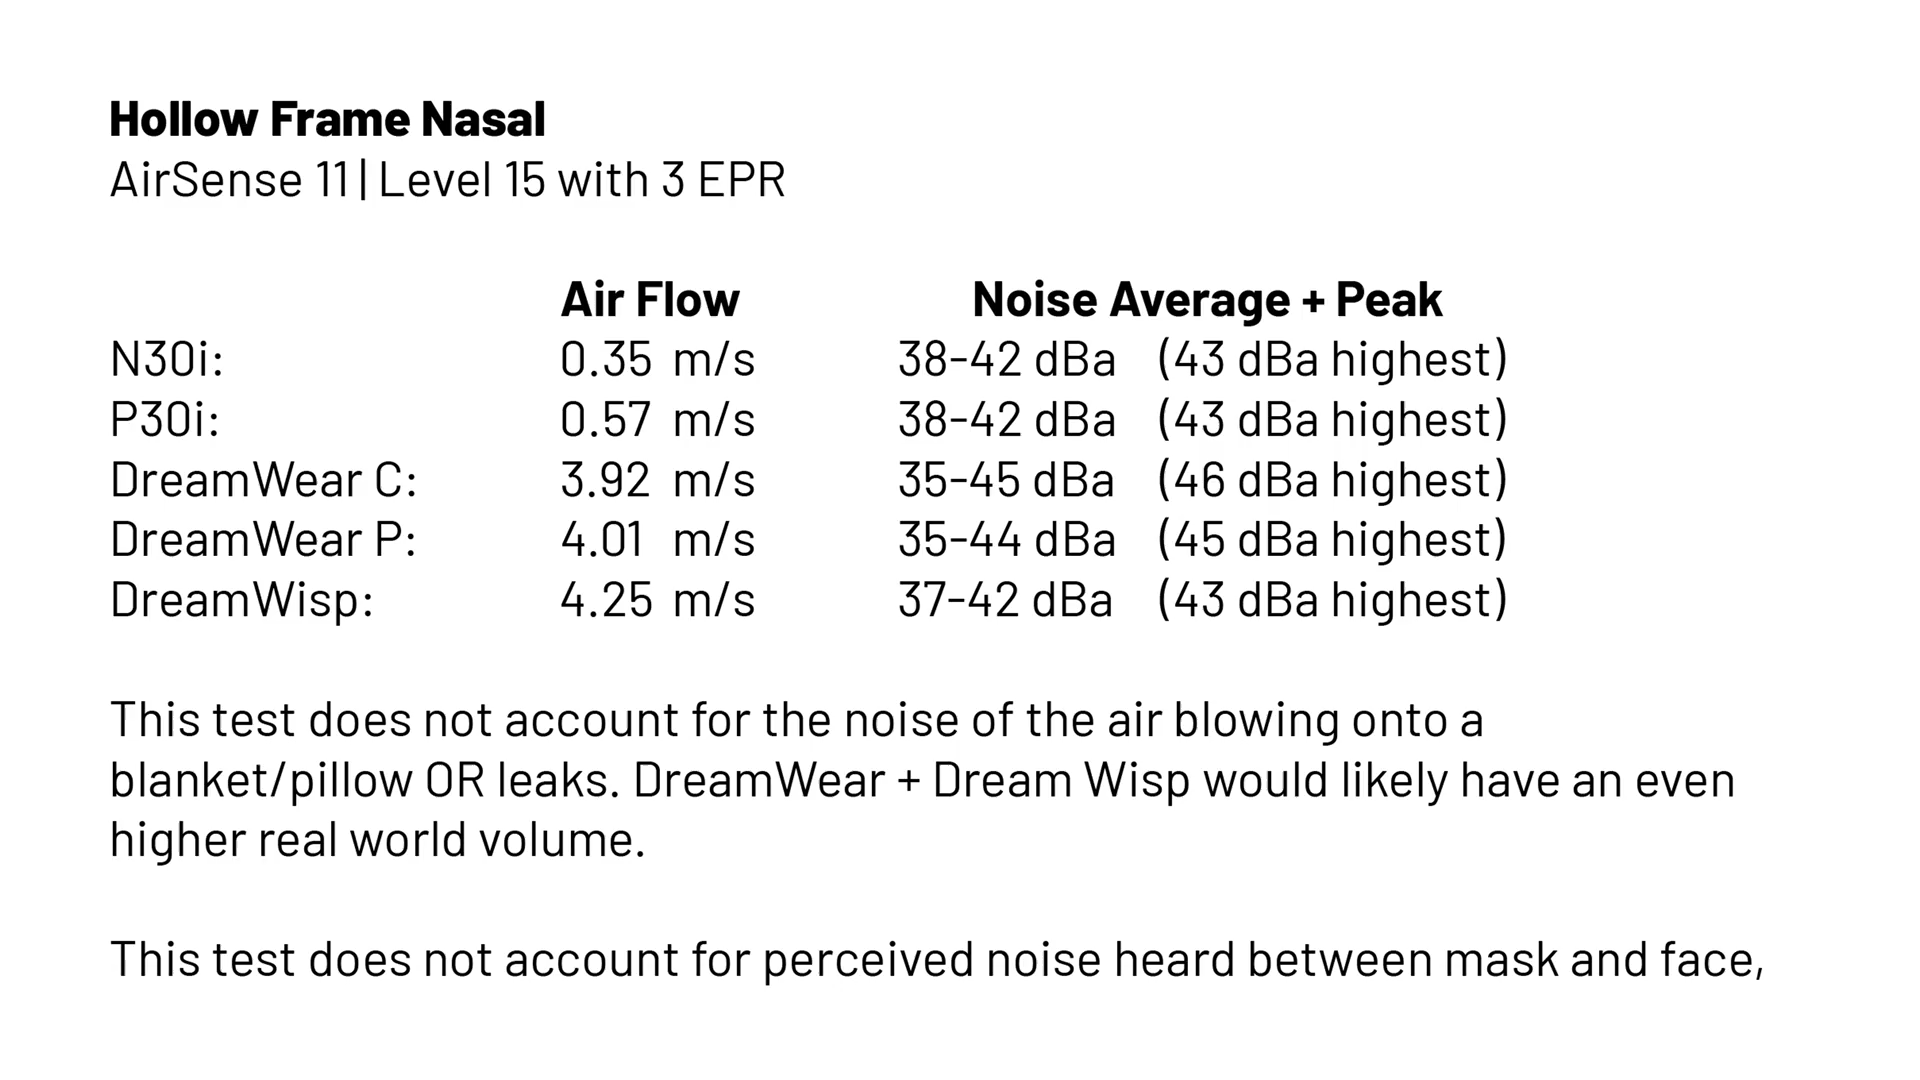 Hollow Frame Nasal
AirSense 11 | Level 15 with 3 EPR
Air Flow Noise Average + Peak
N30i: 0.35 m/s 38-42 dBa (43 dBa highest)
P30i: 0.57 m/s 38-42 dBa (43 dBa highest)
DreamWear C: 3.92 m/s 35-45 dBa (46 dBa highest)
DreamWear P: 4.01 m/s 35-44 dBa (45 dBa highest)
DreamWisp: 4.25 m/s 37-42 dBa (43 dBa highest)
This test does not account for the noise of the air blowing onto a
blanket/pillow OR leaks. DreamWear + Dream Wisp would likely have an even
higher real world volume.
This test does not account for perceived noise heard between mask and face,